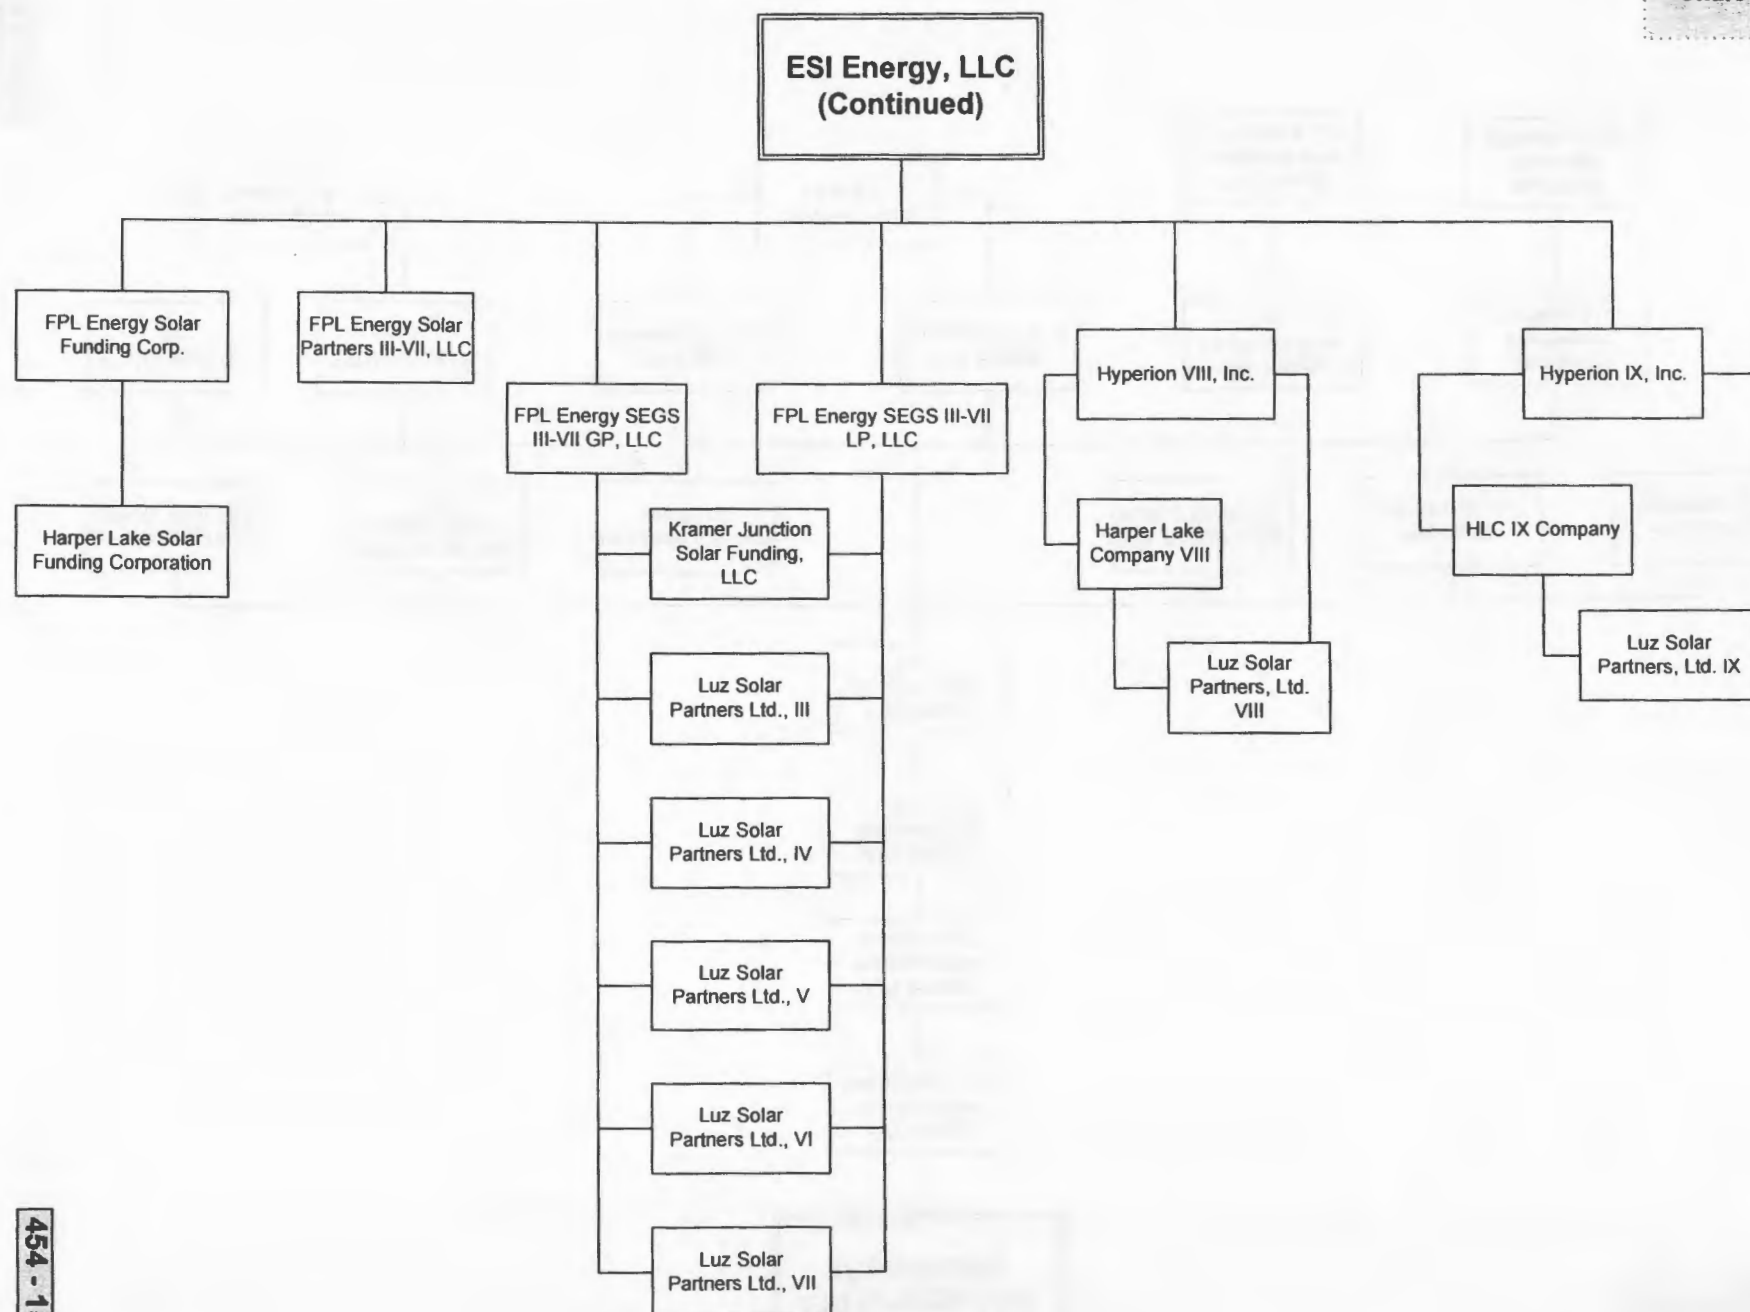 ESI Energy, LLC
(Continued)
FPL Energy Solar
Funding Corp.
FPL Energy Solar
Partners III-VII, LLC
FPL Energy SEGS
III-VII GP, LLC
FPL Energy SEGS III-VII
LP, LLC
Hyperion VIII, Inc.
Hyperion IX, Inc.
Harper Lake Solar
Funding Corporation
Kramer Junction
Solar Funding,
LLC
Harper Lake
Company VIII
HLC IX Company
Luz Solar
Partners Ltd., III
Luz Solar
Partners, Ltd.
VIII
Luz Solar
Partners, Ltd. IX
Luz Solar
Partners Ltd., IV
Luz Solar
Partners Ltd., V
Luz Solar
Partners Ltd., VI
Luz Solar
Partners Ltd., VII
454 -